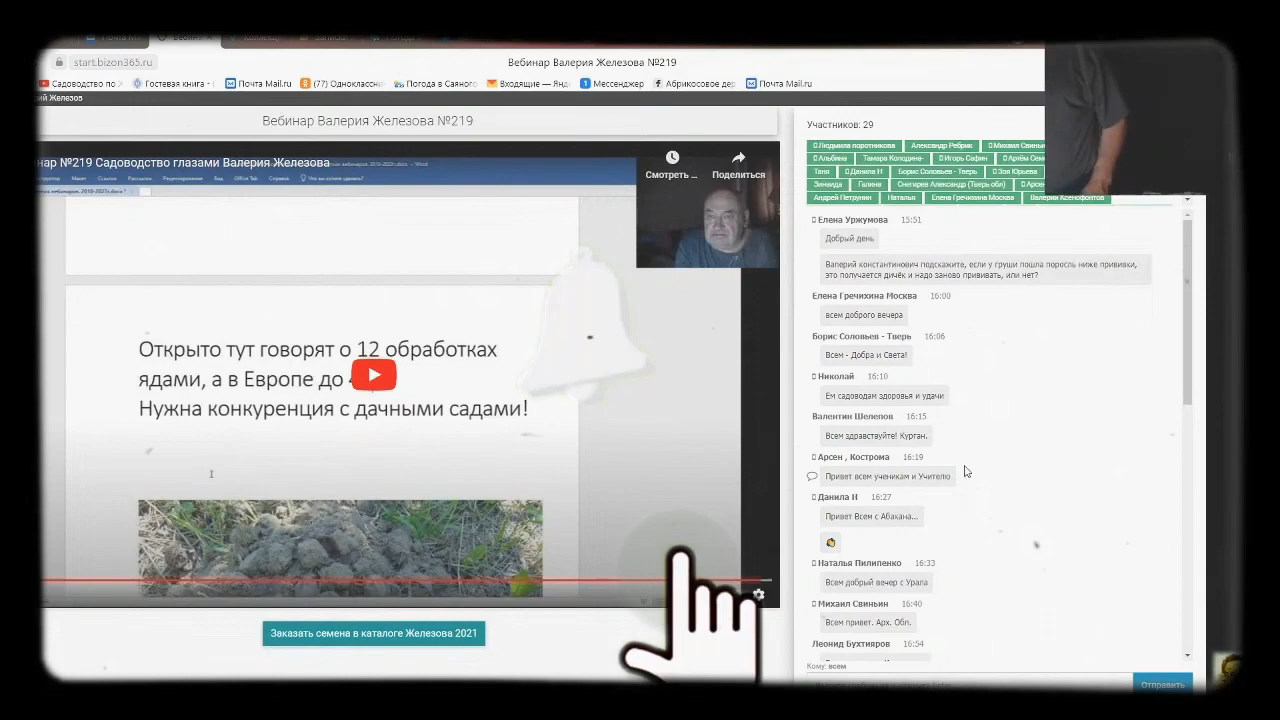 start.bizon365.ru
Вебинар Валерия Железова №219
Садоводство по
Гостевая книга -
Почта Mail.ru
(77) Одноклассни
Погода в Саяного
Входящие — Янд
Мессенджер
Абрикосовое дер
Почта Mail.ru
Железов
Вебинар Валерия Железова №219
Участников: 29
нар №219 Садоводство глазами Валерия Железова
Смотреть ...
Поделиться
Открыто тут говорят о 12 обработках
ядами, а в Европе до
Нужна конкуренция с дачными садами!
Заказать семена в каталоге Железова 2021
Людмила поротникова
Александр Ребрик
Михаил Свинь
Альбина
Тамара Колодина-
Игорь Сафин
Артём Сем
Таня
Данила Н
Борис Соловьев - Тверь
Зоя Юрьева
Зинаида
Галина
Снегирев Александр (Тверь обл)
Арсен
Андрей Петрунин
Наталья
Елена Гречихина Москва
Валерий Ксенофонтов
Елена Уржумова 15:51
Добрый день
Валерий константинович подскажите, если у груши пошла поросль ниже прививки,
это получается дичёк и надо заново прививать, или нет?
Елена Гречихина Москва 16:00
всем доброго вечера
Борис Соловьев - Тверь 16:06
Всем - Добра и Света!
Николай 16:10
Ем садоводам здоровья и удачи
Валентин Шелепов 16:15
Всем здравствуйте! Курган.
Арсен , Кострома 16:19
Привет всем ученикам и Учителю
Данила Н 16:27
Привет Всем с Абакана...
Наталья Пилипенко 16:33
Всем добрый вечер с Урала
Михаил Свиньин 16:40
Всем привет. Арх. Обл.
Леонид Бухтияров 16:54
Кому: всем
Отправить